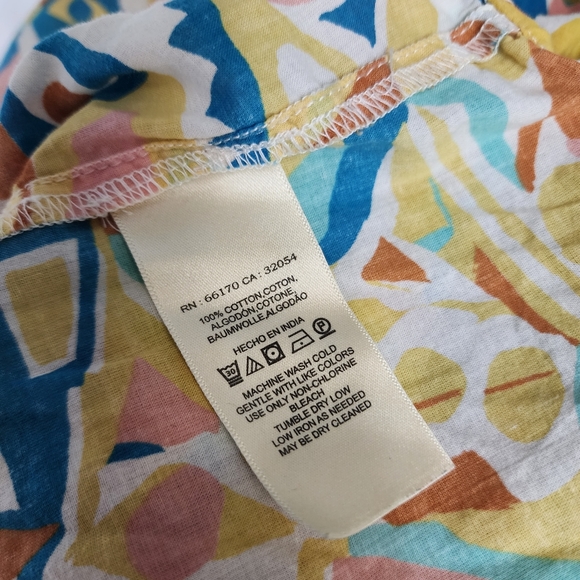 RN : 66170 CA : 32054
100% COTTON,COTON,
ALGODÓN,COTONE
BAUMWOLLE,ALGODÃO
HECHO EN INDIA
30 P
MACHINE WASH COLD
GENTLE WITH LIKE COLORS
USE ONLY NON-CHLORINE
BLEACH
TUMBLE DRY LOW
LOW IRON AS NEEDED
MAY BE DRY CLEANED